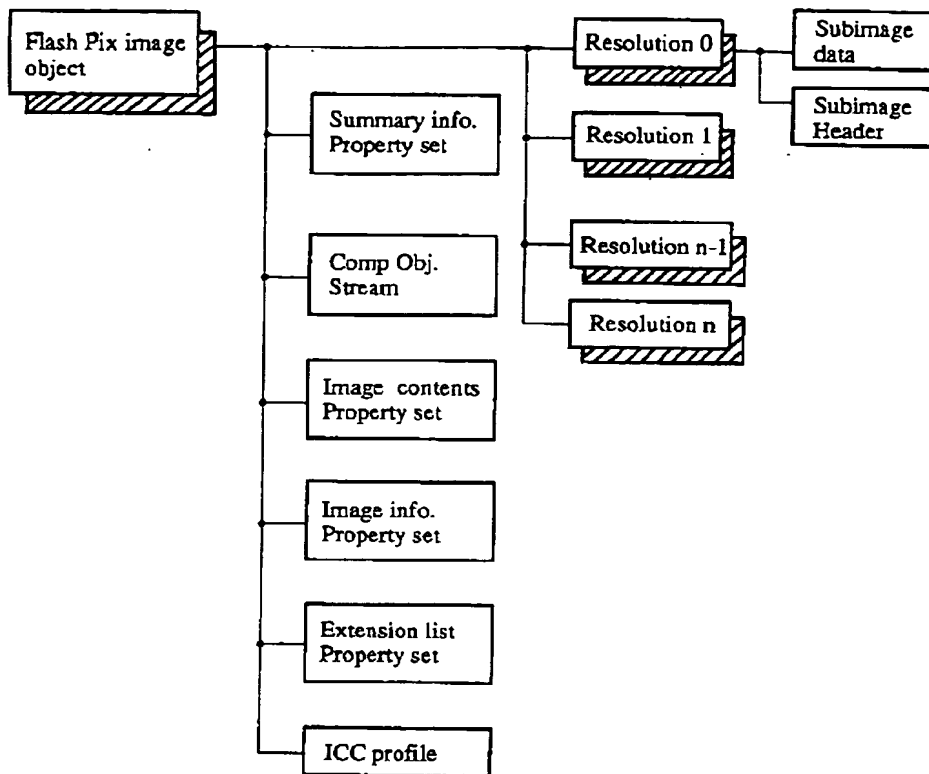 Flash Pix image
object
Resolution 0
Subimage
data
Subimage
Header
Summary info.
Property set
Resolution 1
Comp Obj.
Stream
Resolution n-1
Resolution n
Image contents
Property set
Image info.
Property set
Extension list
Property set
ICC profile